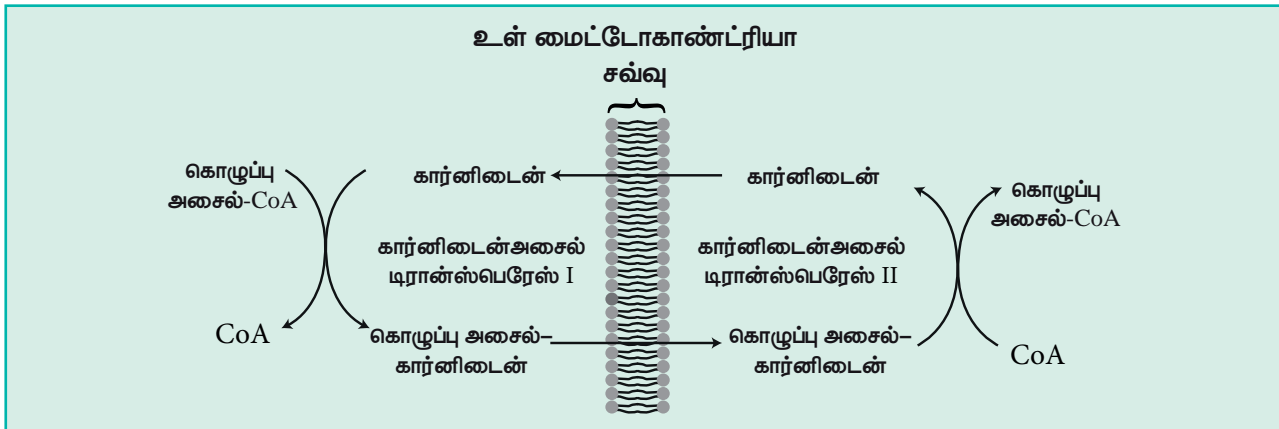 உள் மைட்டோகாண்ட்ரியா
சவ்வு
கொழுப்பு
அசைல்-CoA
கார்னிடைன்
கார்னிடைன்
கொழுப்பு
அசைல்-CoA
கார்னிடைன்அசைல்
டிரான்ஸ்பெரேஸ் I
கார்னிடைன்அசைல்
டிரான்ஸ்பெரேஸ் II
CoA
கொழுப்பு அசைல்–
கார்னிடைன்
கொழுப்பு அசைல்–
கார்னிடைன்
CoA